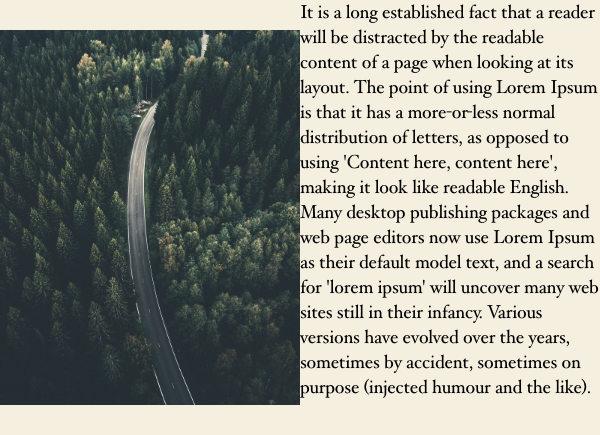 It is a long established fact that a reader
will be distracted by the readable
content of a page when looking at its
layout. The point of using Lorem Ipsum
is that it has a more-or-less normal
distribution of letters, as opposed to
using 'Content here, content here',
making it look like readable English.
Many desktop publishing packages and
web page editors now use Lorem Ipsum
as their default model text, and a search
for 'lorem ipsum' will uncover many web
sites still in their infancy. Various
versions have evolved over the years,
sometimes by accident, sometimes on
purpose (injected humour and the like).